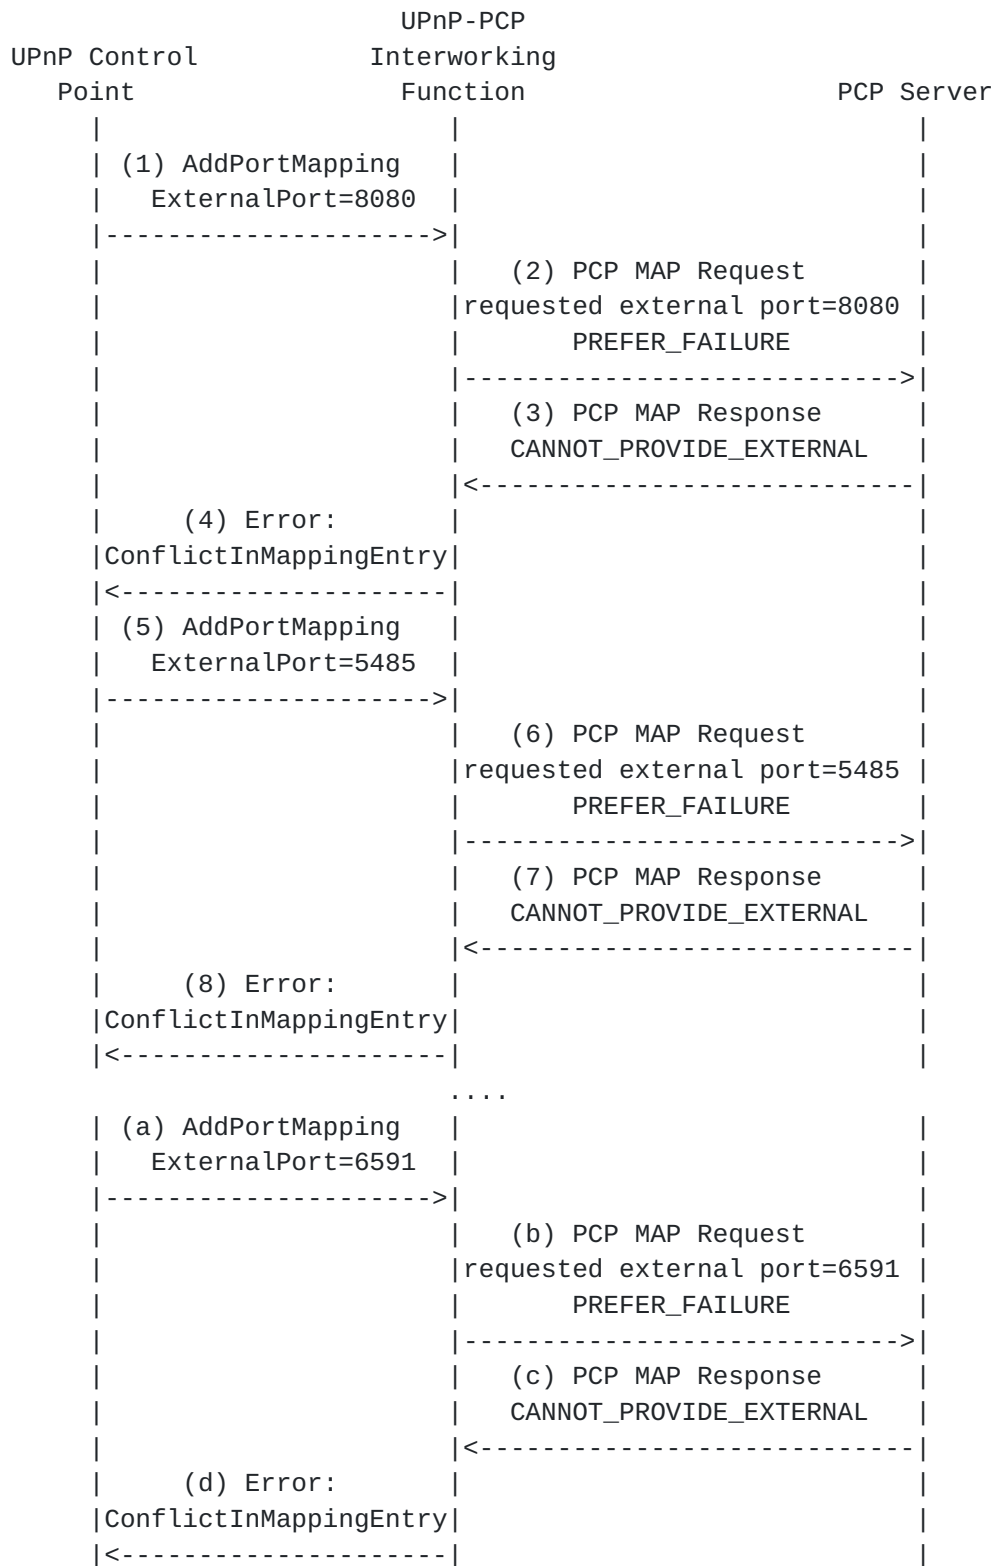 UPnP-PCP
UPnP Control           Interworking
   Point                 Function                    PCP Server
     |                      |                             |
     | (1) AddPortMapping   |                             |
     |   ExternalPort=8080  |                             |
     |--------------------->|                             |
     |                      |   (2) PCP MAP Request       |
     |                      |requested external port=8080 |
     |                      |       PREFER_FAILURE        |
     |                      |---------------------------->|
     |                      |   (3) PCP MAP Response      |
     |                      |   CANNOT_PROVIDE_EXTERNAL   |
     |                      |<----------------------------|
     |     (4) Error:       |                             |
     |ConflictInMappingEntry|                             |
     |<---------------------|                             |
     | (5) AddPortMapping   |                             |
     |   ExternalPort=5485  |                             |
     |--------------------->|                             |
     |                      |   (6) PCP MAP Request       |
     |                      |requested external port=5485 |
     |                      |       PREFER_FAILURE        |
     |                      |---------------------------->|
     |                      |   (7) PCP MAP Response      |
     |                      |   CANNOT_PROVIDE_EXTERNAL   |
     |                      |<----------------------------|
     |     (8) Error:       |                             |
     |ConflictInMappingEntry|                             |
     |<---------------------|                             |
                            ....
     | (a) AddPortMapping   |                             |
     |   ExternalPort=6591  |                             |
     |--------------------->|                             |
     |                      |   (b) PCP MAP Request       |
     |                      |requested external port=6591 |
     |                      |       PREFER_FAILURE        |
     |                      |---------------------------->|
     |                      |   (c) PCP MAP Response      |
     |                      |   CANNOT_PROVIDE_EXTERNAL   |
     |                      |<----------------------------|
     |     (d) Error:       |                             |
     |ConflictInMappingEntry|                             |
     |<---------------------|                             |